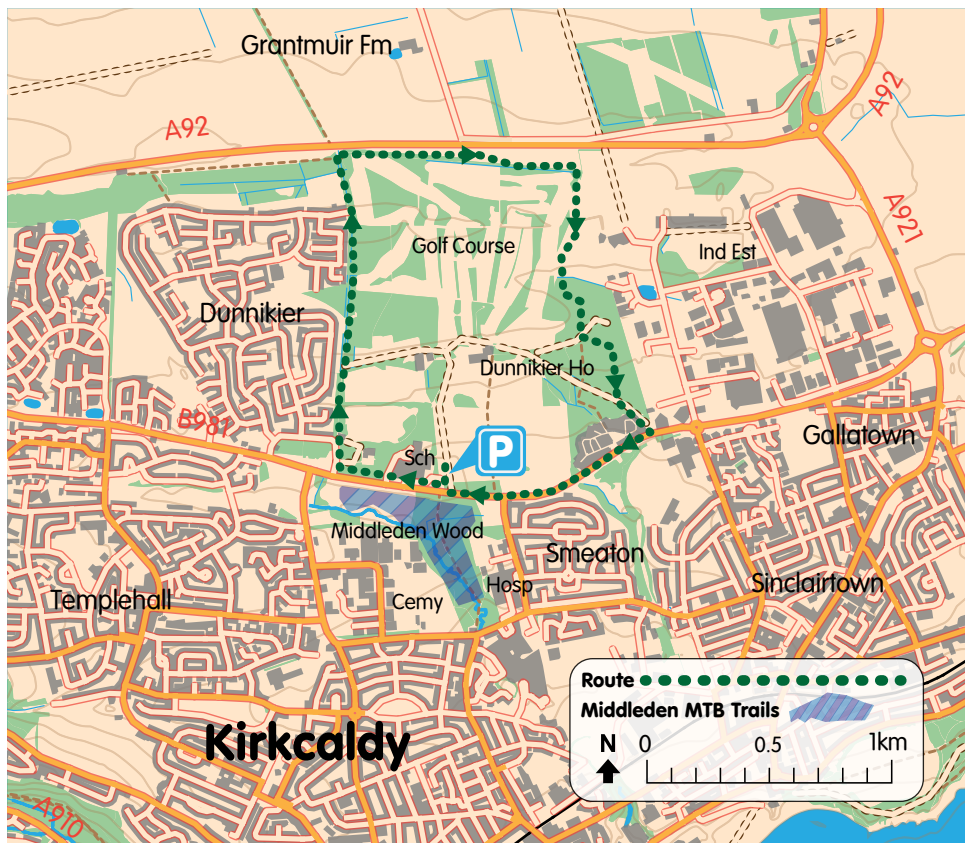 Grantmuir Fm
A92
A92
A921
Golf Course
Ind Est
Dunnikier
Dunnikier Ho
B981
Gallatown
Sch
P
Middleden Wood
Smeaton
Hosp
Sinclairtown
Templehall
Cemy
Route
Middleden MTB Trails
Kirkcaldy
N 0 0.5 1km
A910